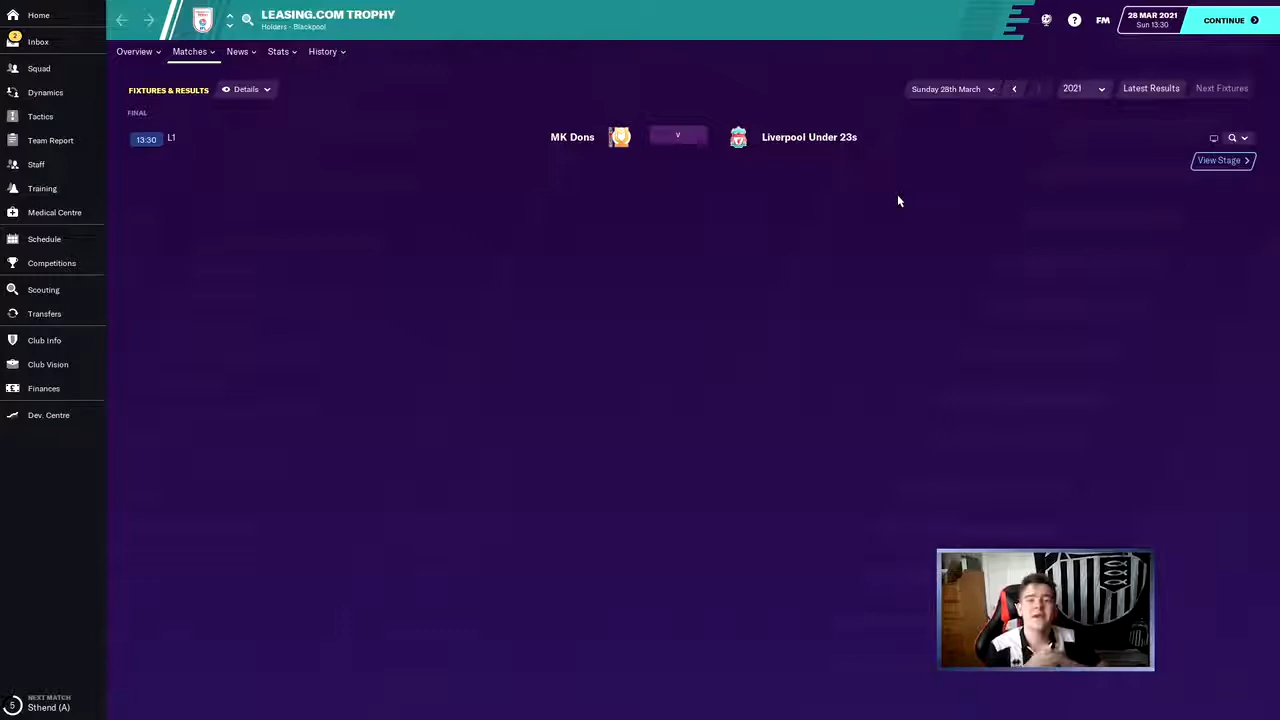 Home
LEASING.COM TROPHY
Holders - Blackpool
28 MAR 2021
Sun 13:30
CONTINUE
FM
?
2
Inbox
Overview
Matches
News
Stats
History
Squad
Dynamics
Tactics
Team Report
Staff
Training
Medical Centre
Schedule
Competitions
Scouting
Transfers
Club Info
Club Vision
Finances
Dev. Centre
FIXTURES & RESULTS
Details
Sunday 28th March
2021
Latest Results
Next Fixtures
FINAL
13:30
L1
MK Dons
v
Liverpool Under 23s
View Stage
5
NEXT MATCH
Sthend (A)